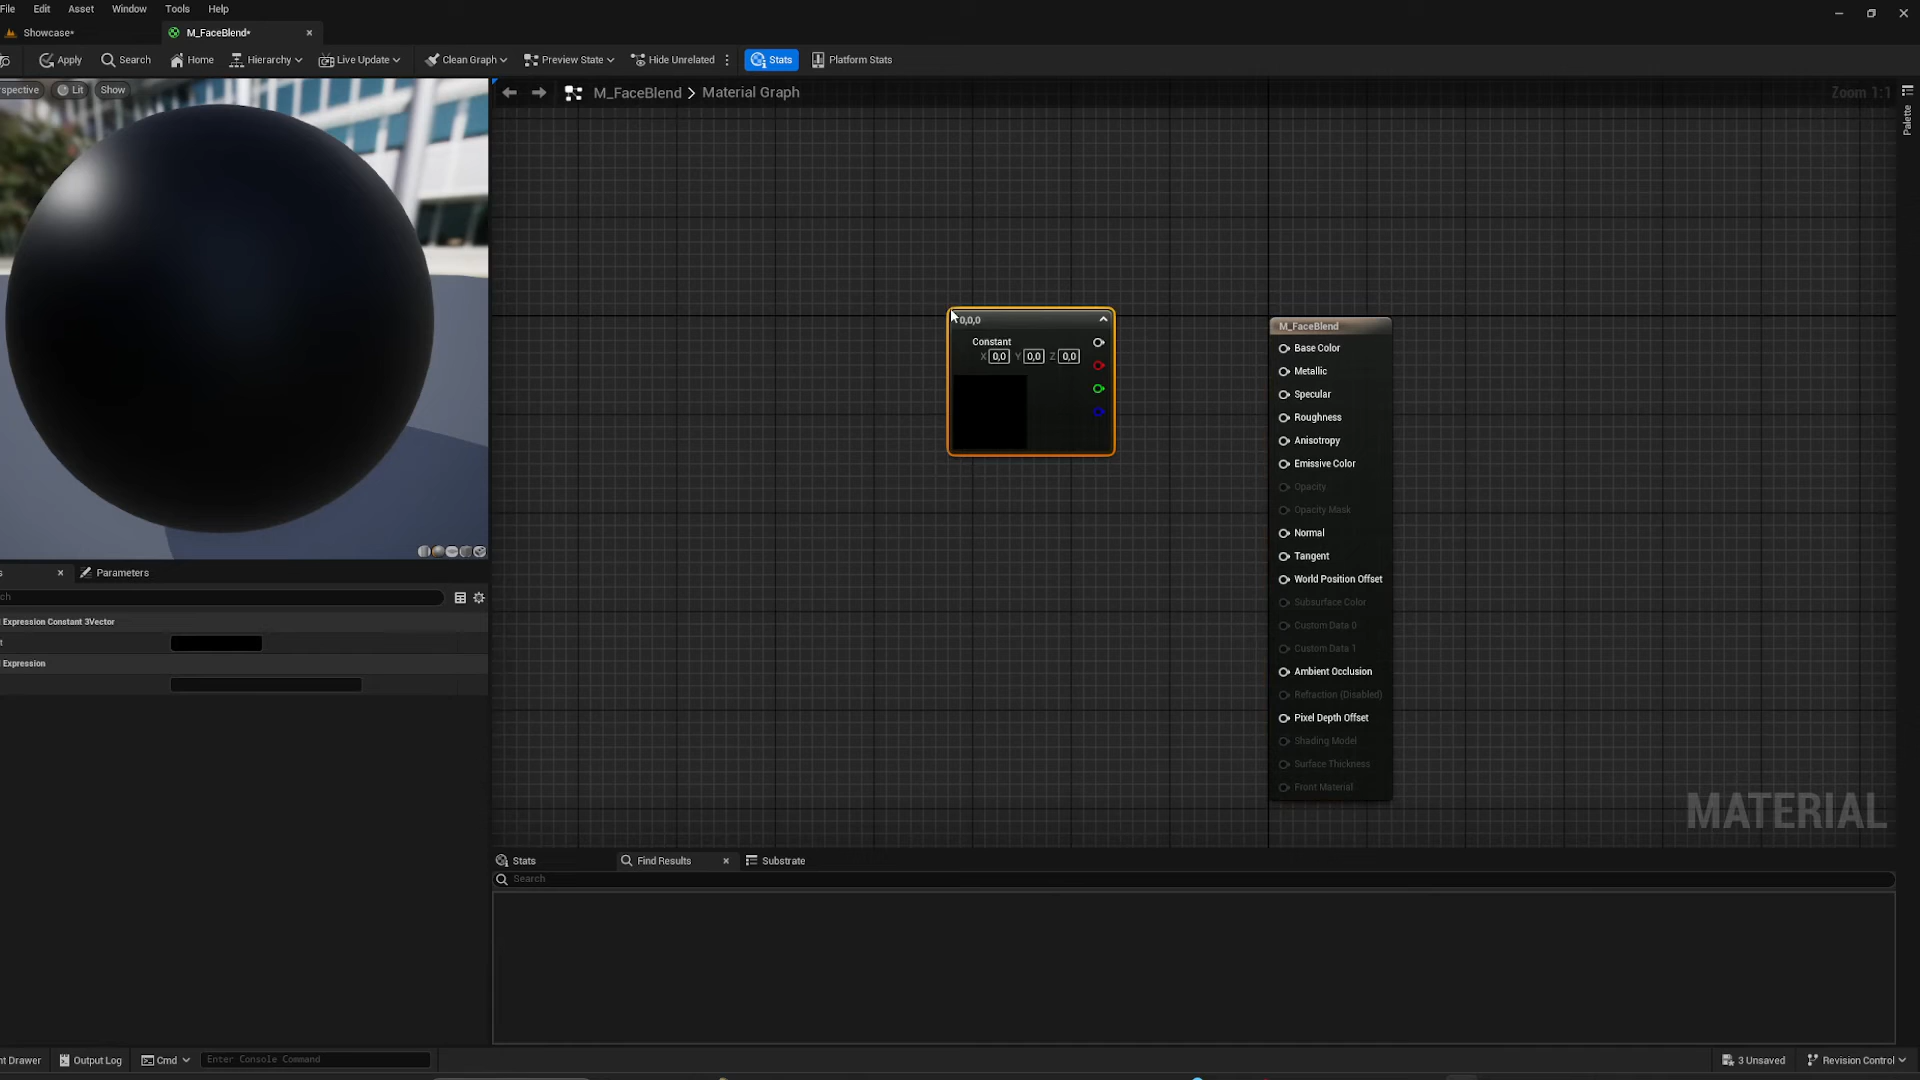 File Edit Asset Window Tools Help
Showcase* M_FaceBlend*
Apply Search Home Hierarchy Live Update Clean Graph Preview State Hide Unrelated Stats Platform Stats
rspective Lit Show
M_FaceBlend > Material Graph Zoom 1:1
Palette
0,0,0
Constant
X 0,0 Y 0,0 Z 0,0
M_FaceBlend
Base Color
Metallic
Specular
Roughness
Anisotropy
Emissive Color
Opacity
Opacity Mask
Normal
Tangent
World Position Offset
Subsurface Color
Custom Data 0
Custom Data 1
Ambient Occlusion
Refraction (Disabled)
Pixel Depth Offset
Shading Model
Surface Thickness
Front Material
MATERIAL
s Parameters
ch
l Expression Constant 3Vector
t
l Expression
Stats Find Results Substrate
Search
nt Drawer Output Log Cmd Enter Console Command 3 Unsaved Revision Control